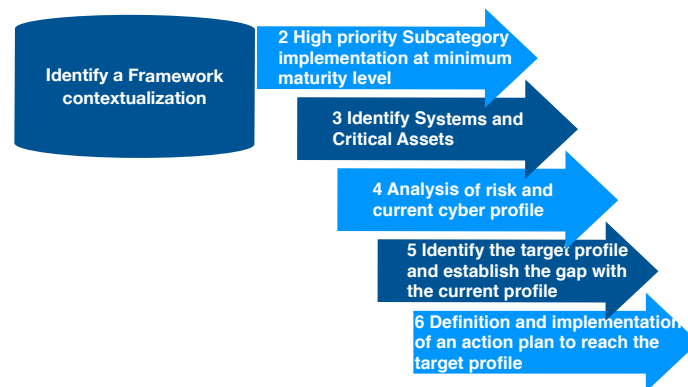 Identify a Framework
contextualization
2 High priority Subcategory
implementation at minimum
maturity level
3 Identify Systems and
Critical Assets
4 Analysis of risk and
current cyber profile
5 Identify the target profile
and establish the gap with
the current profile
6 Definition and implementation
of an action plan to reach the
target profile